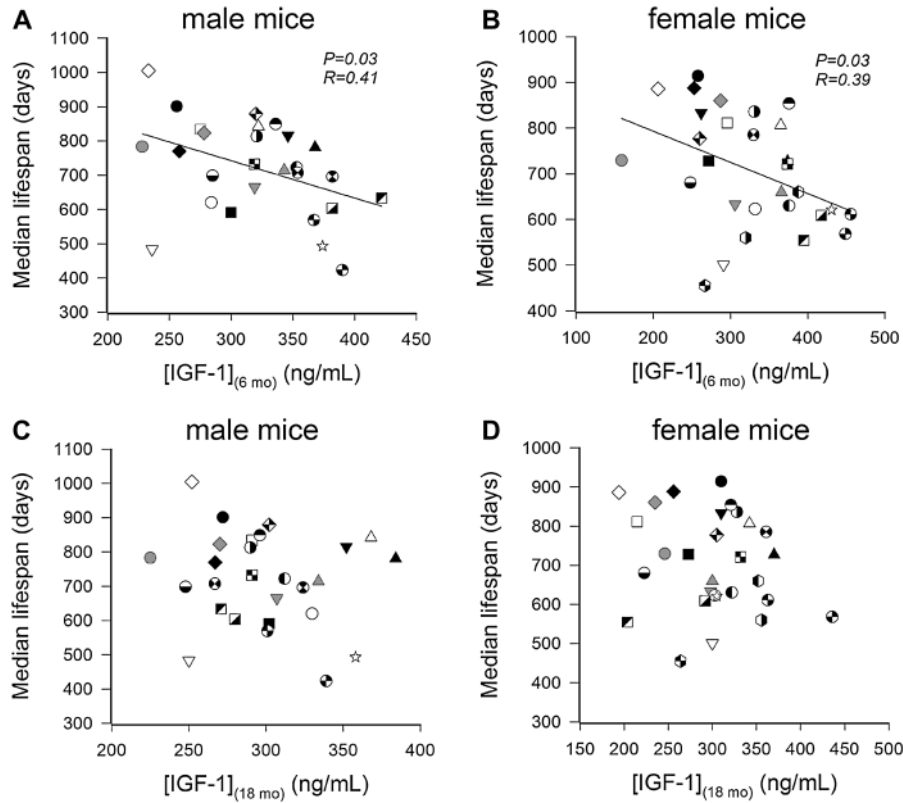 A
male mice
P=0.03
R=0.41
Median lifespan (days)
1100
1000
900
800
700
600
500
400
300
200
250
300
350
400
450
[IGF-1](6 mo) (ng/mL)
B
female mice
P=0.03
R=0.39
Median lifespan (days)
1000
900
800
700
600
500
400
100
200
300
400
500
[IGF-1](6 mo) (ng/mL)
C
male mice
Median lifespan (days)
1100
1000
900
800
700
600
500
400
300
200
250
300
350
400
[IGF-1](18 mo) (ng/mL)
D
female mice
Median lifespan (days)
1000
900
800
700
600
500
400
300
150
200
250
300
350
400
450
500
[IGF-1](18 mo) (ng/mL)